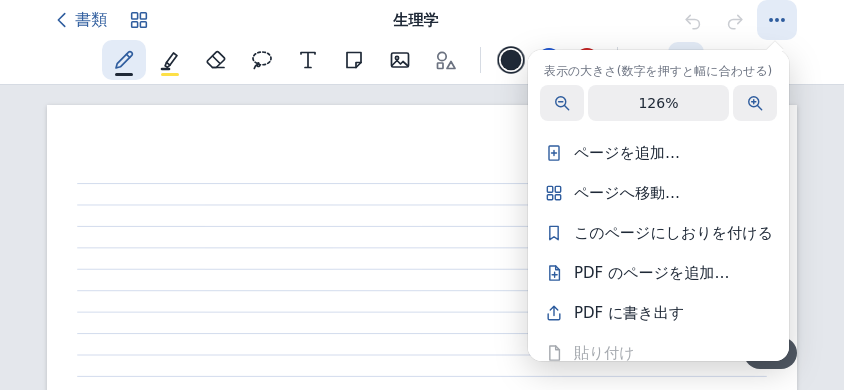 書類
生理学
表示の大きさ(数字を押すと幅に合わせる)
126%
ページを追加...
ページへ移動...
このページにしおりを付ける
PDF のページを追加...
PDF に書き出す
貼り付け